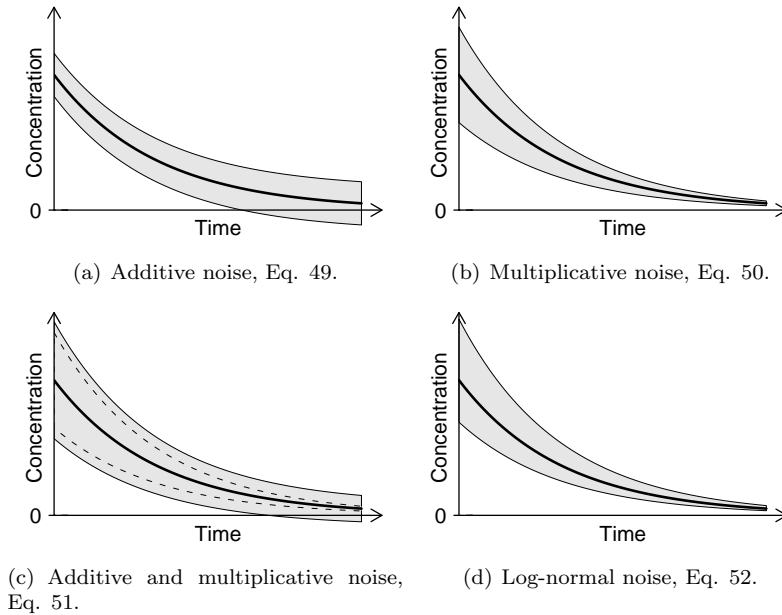 Concentration
0
Time
(a) Additive noise, Eq. 49.
Concentration
0
Time
(b) Multiplicative noise, Eq. 50.
Concentration
0
Time
(c) Additive and multiplicative noise,
Eq. 51.
Concentration
0
Time
(d) Log-normal noise, Eq. 52.